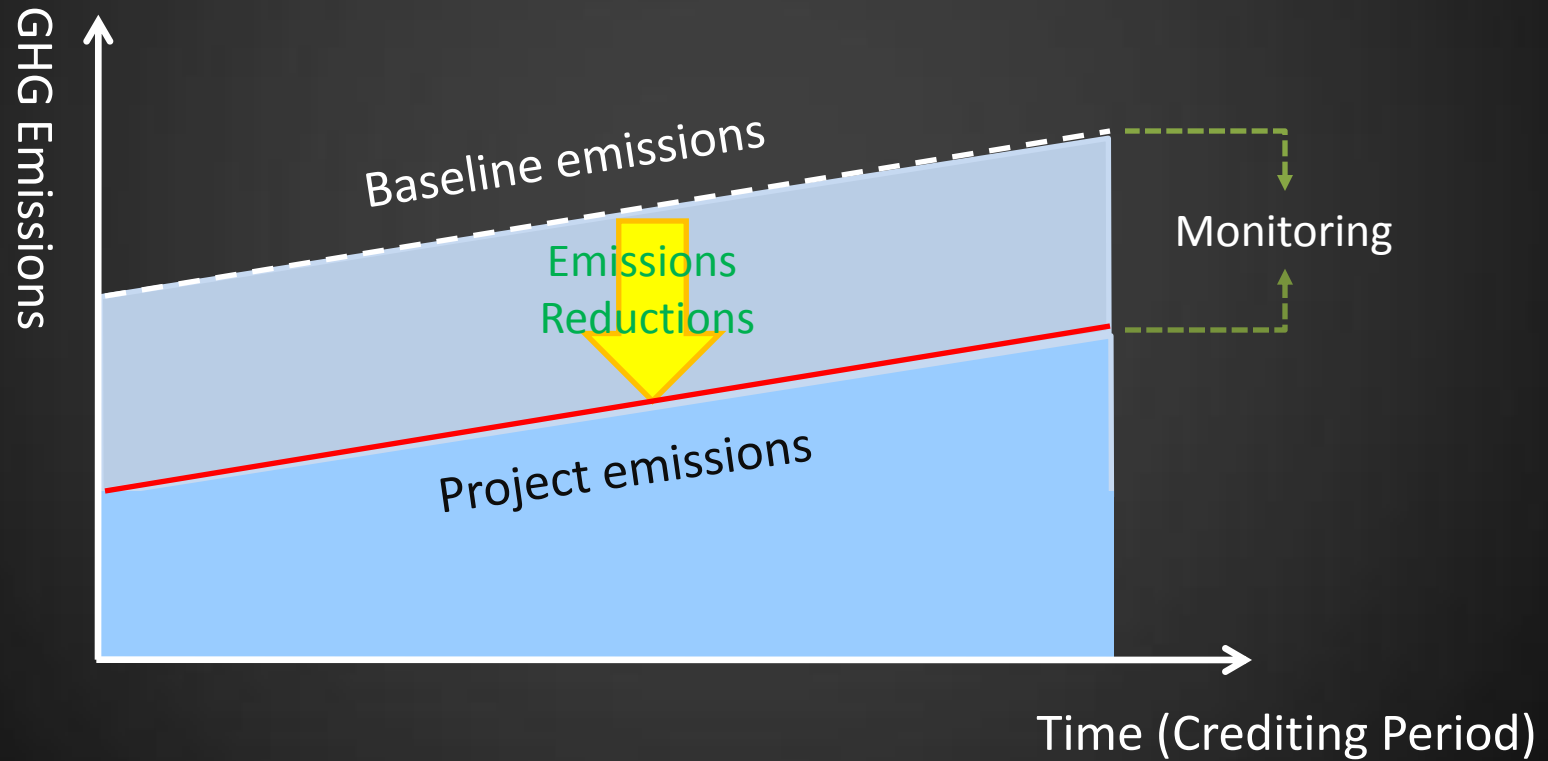 GHG Emissions
Baseline emissions
Emissions
Reductions
Monitoring
Project emissions
Time (Crediting Period)